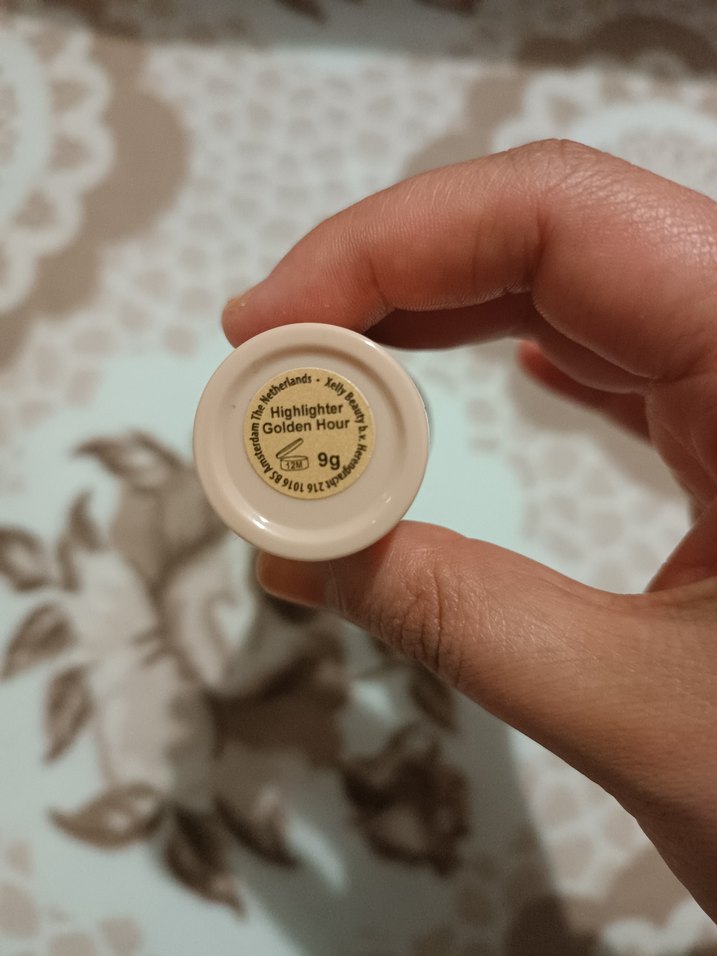 Xelly Beauty b.v. Herengracht 216 1016 BS Amsterdam The Netherlands •
Highlighter
Golden Hour
12M
9g